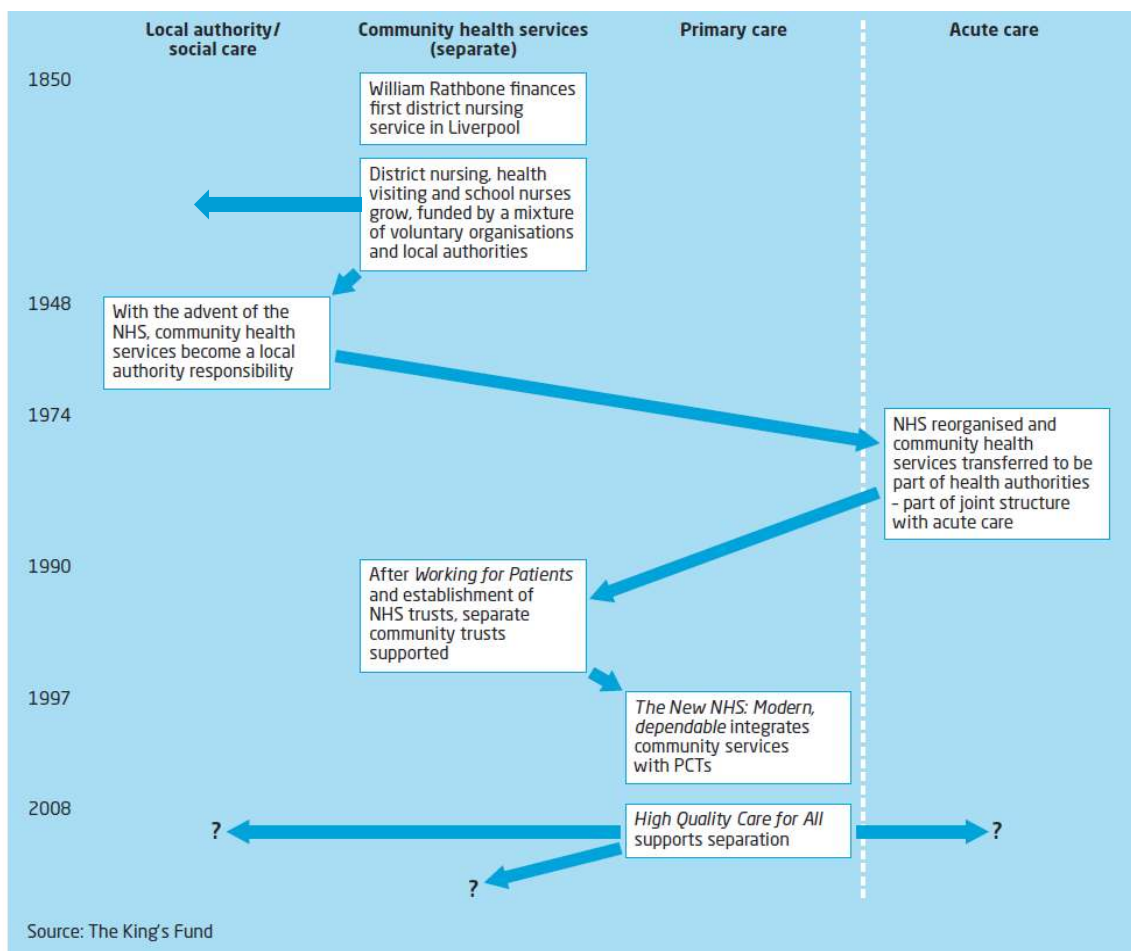 Local authority/
social care
Community health services
(separate)
Primary care
Acute care
1850
William Rathbone finances
first district nursing
service in Liverpool
District nursing, health
visiting and school nurses
grow, funded by a mixture
of voluntary organisations
and local authorities
1948
With the advent of the
NHS, community health
services become a local
authority responsibility
1974
NHS reorganised and
community health
services transferred to be
part of health authorities
– part of joint structure
with acute care
1990
After Working for Patients
and establishment of
NHS trusts, separate
community trusts
supported
1997
The New NHS: Modern,
dependable integrates
community services
with PCTs
2008
High Quality Care for All
supports separation
?
?
?
Source: The King's Fund